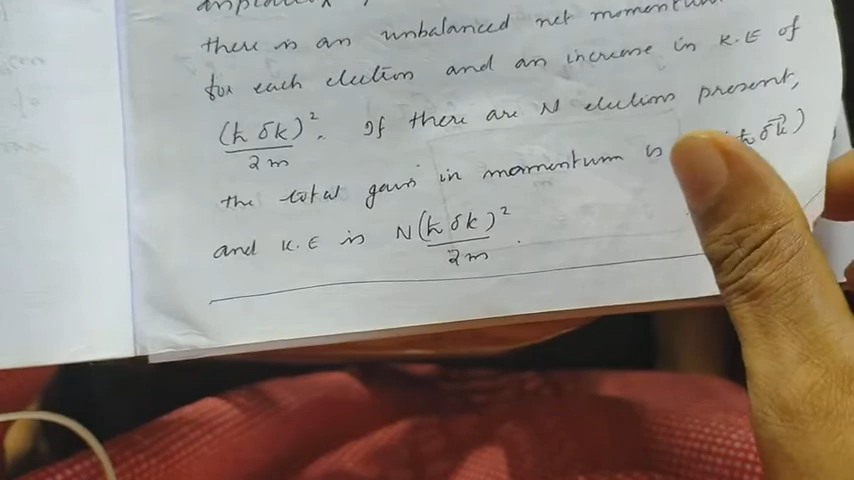 there is an unbalanced net momentum
for each electron and an increase in K.E of
(ħ δk)²/2m. If there are N electrons present,
the total gain in momentum is ħ δk⃗)
and K.E is N(ħ δk)²/2m.